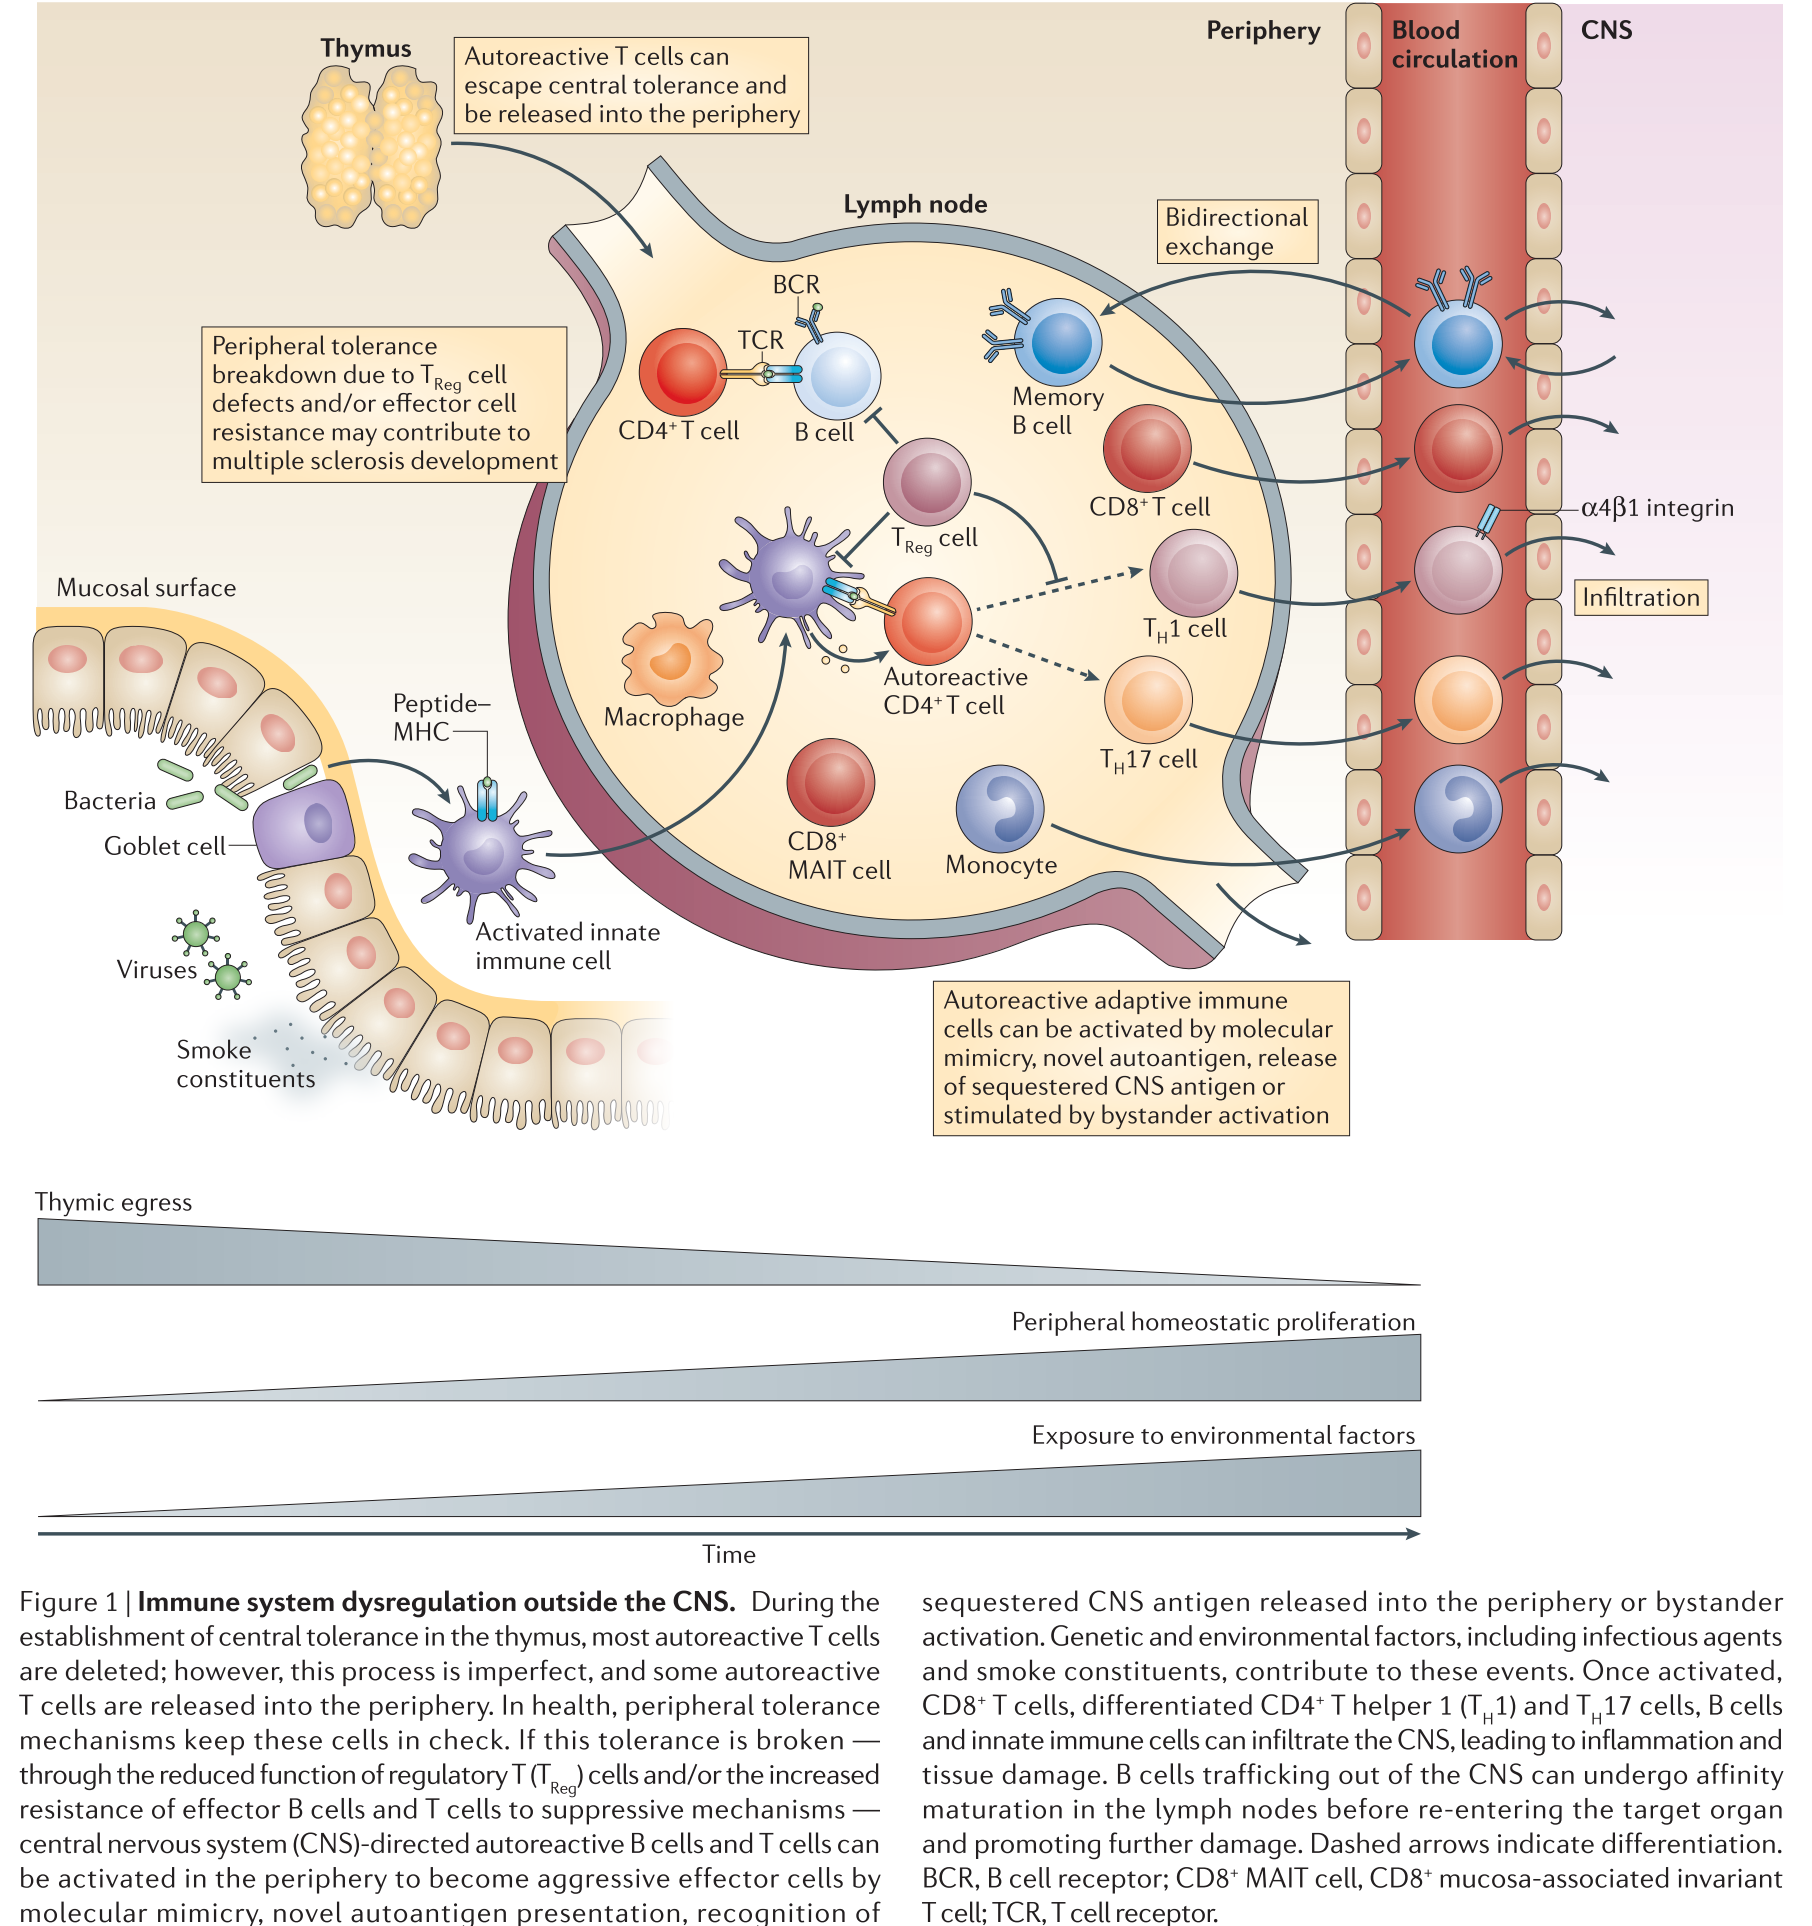 Thymus
Autoreactive T cells can
escape central tolerance and
be released into the periphery
Periphery
Blood
circulation
CNS
Lymph node
Bidirectional
exchange
BCR
TCR
CD4+ T cell
B cell
Memory
B cell
CD8+ T cell
Peripheral tolerance
breakdown due to TReg cell
defects and/or effector cell
resistance may contribute to
multiple sclerosis development
TReg cell
α4β1 integrin
Infiltration
TH1 cell
Mucosal surface
Macrophage
Autoreactive
CD4+ T cell
TH17 cell
Peptide–
MHC
Bacteria
Goblet cell
CD8+
MAIT cell
Monocyte
Activated innate
immune cell
Viruses
Smoke
constituents
Autoreactive adaptive immune
cells can be activated by molecular
mimicry, novel autoantigen, release
of sequestered CNS antigen or
stimulated by bystander activation
Thymic egress
Peripheral homeostatic proliferation
Exposure to environmental factors
Time
Figure 1 | Immune system dysregulation outside the CNS. During the
establishment of central tolerance in the thymus, most autoreactive T cells
are deleted; however, this process is imperfect, and some autoreactive
T cells are released into the periphery. In health, peripheral tolerance
mechanisms keep these cells in check. If this tolerance is broken —
through the reduced function of regulatory T (TReg) cells and/or the increased
resistance of effector B cells and T cells to suppressive mechanisms —
central nervous system (CNS)-directed autoreactive B cells and T cells can
be activated in the periphery to become aggressive effector cells by
molecular mimicry, novel autoantigen presentation, recognition of
sequestered CNS antigen released into the periphery or bystander
activation. Genetic and environmental factors, including infectious agents
and smoke constituents, contribute to these events. Once activated,
CD8+ T cells, differentiated CD4+ T helper 1 (TH1) and TH17 cells, B cells
and innate immune cells can infiltrate the CNS, leading to inflammation and
tissue damage. B cells trafficking out of the CNS can undergo affinity
maturation in the lymph nodes before re-entering the target organ
and promoting further damage. Dashed arrows indicate differentiation.
BCR, B cell receptor; CD8+ MAIT cell, CD8+ mucosa-associated invariant
T cell; TCR, T cell receptor.